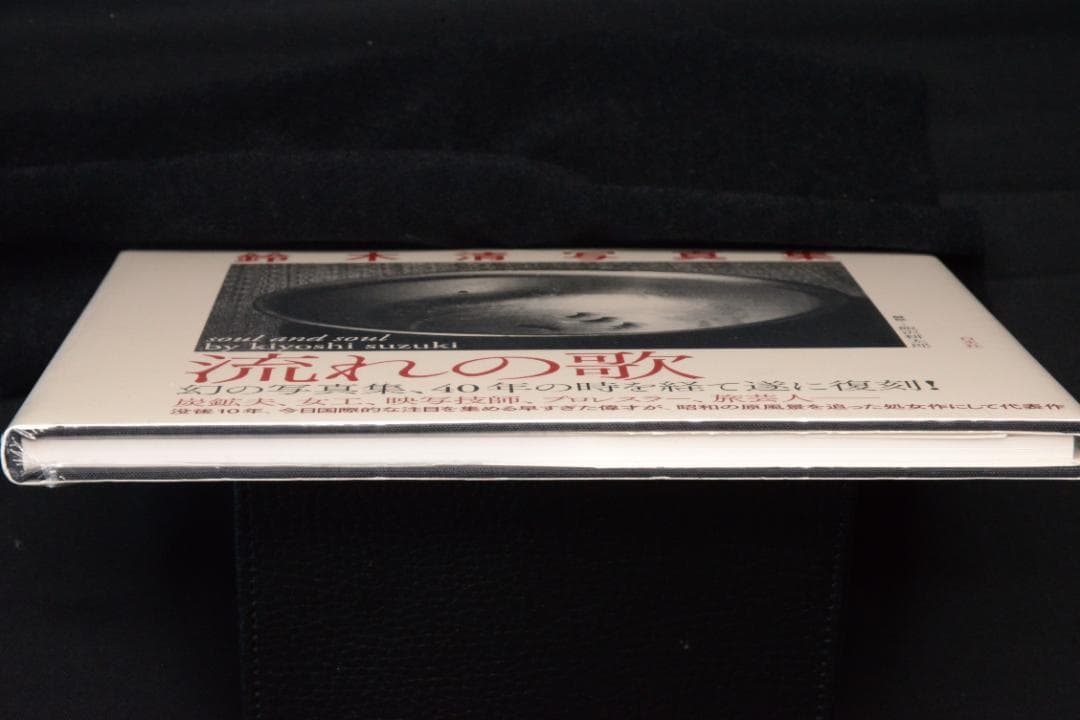 鈴木清写真集
soul and soul
by kiyoshi suzuki
流れの歌
幻の写真集、40年の時を経て遂に復刻!
炭鉱夫、女工、映写技師、プロレスラー、旅芸人――
没後10年、今日国際的な注目を集める早すぎた偉才が、昭和の原風景を追った処女作にして代表作